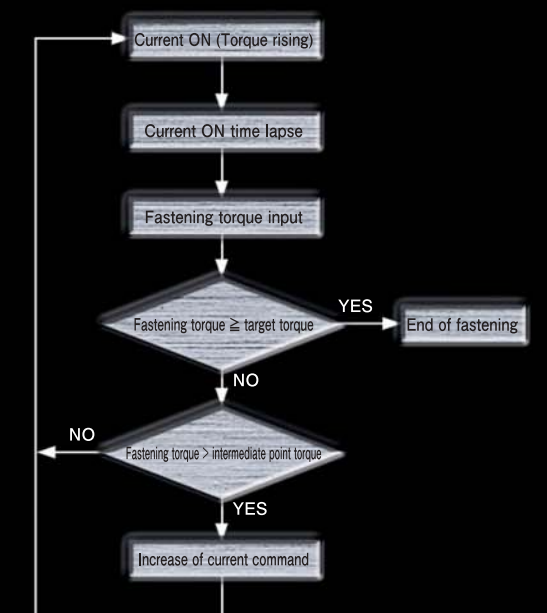 Current ON (Torque rising)
Current ON time lapse
Fastening torque input
Fastening torque ≧ target torque
YES
End of fastening
NO
Fastening torque > intermediate point torque
NO
YES
Increase of current command